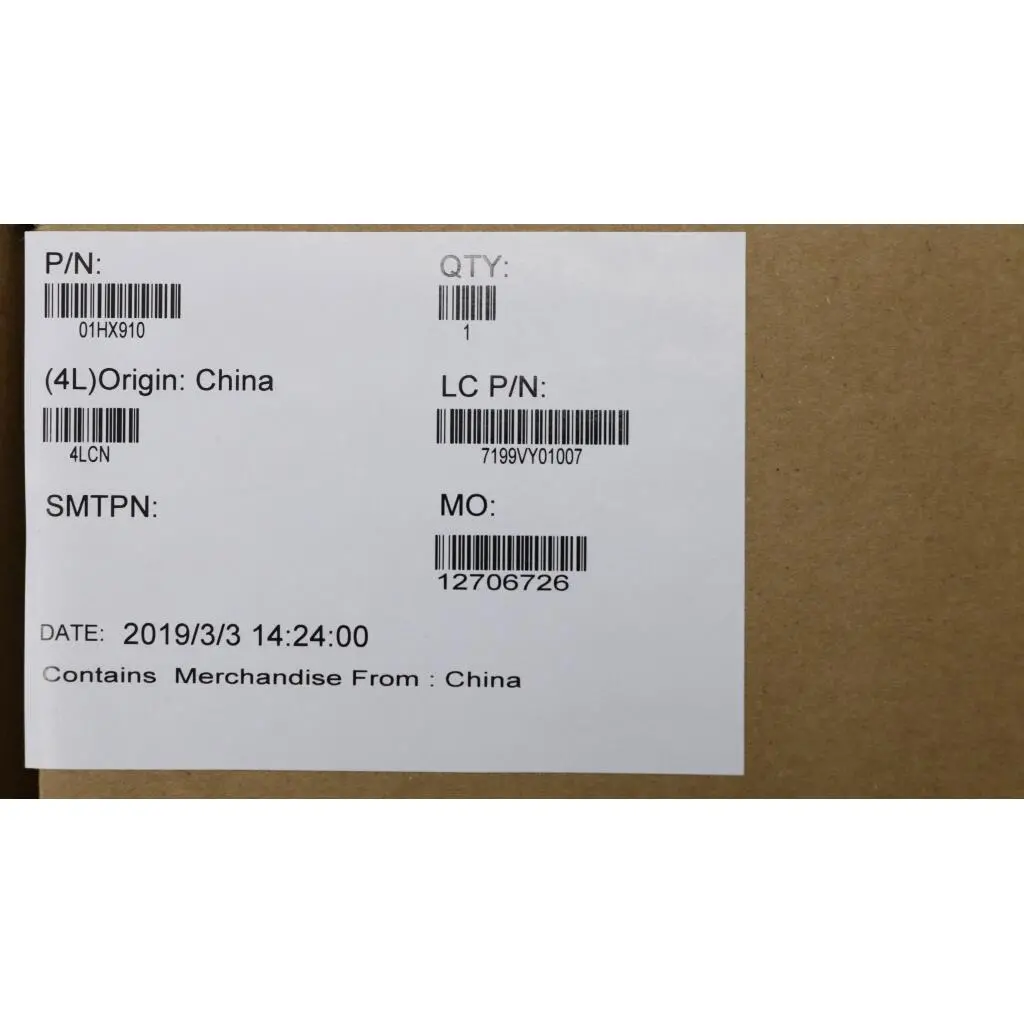 P/N:
01HX910
QTY:
1
(4L)Origin: China
4LCN
LC P/N:
7199VY01007
SMTPN:
MO:
12706726
DATE: 2019/3/3 14:24:00
Contains Merchandise From : China